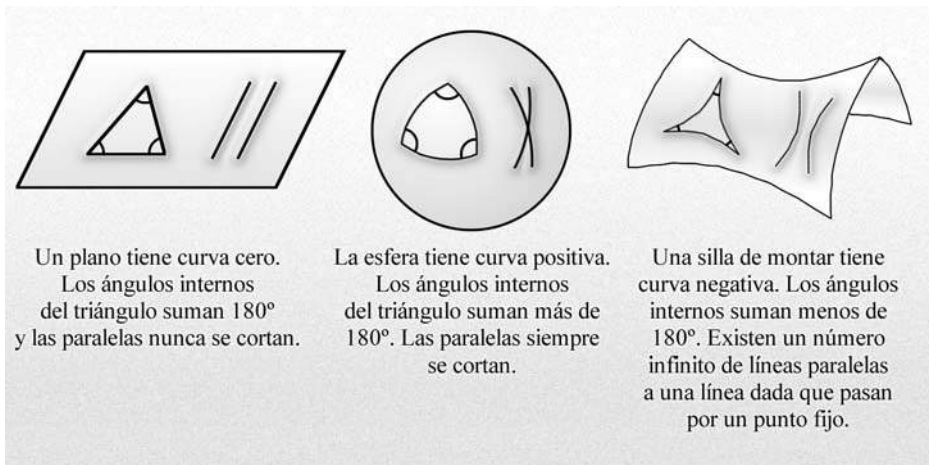 Un plano tiene curva cero.
Los ángulos internos
del triángulo suman 180º
y las paralelas nunca se cortan.
La esfera tiene curva positiva.
Los ángulos internos
del triángulo suman más de
180º. Las paralelas siempre
se cortan.
Una silla de montar tiene
curva negativa. Los ángulos
internos suman menos de
180º. Existen un número
infinito de líneas paralelas
a una línea dada que pasan
por un punto fijo.